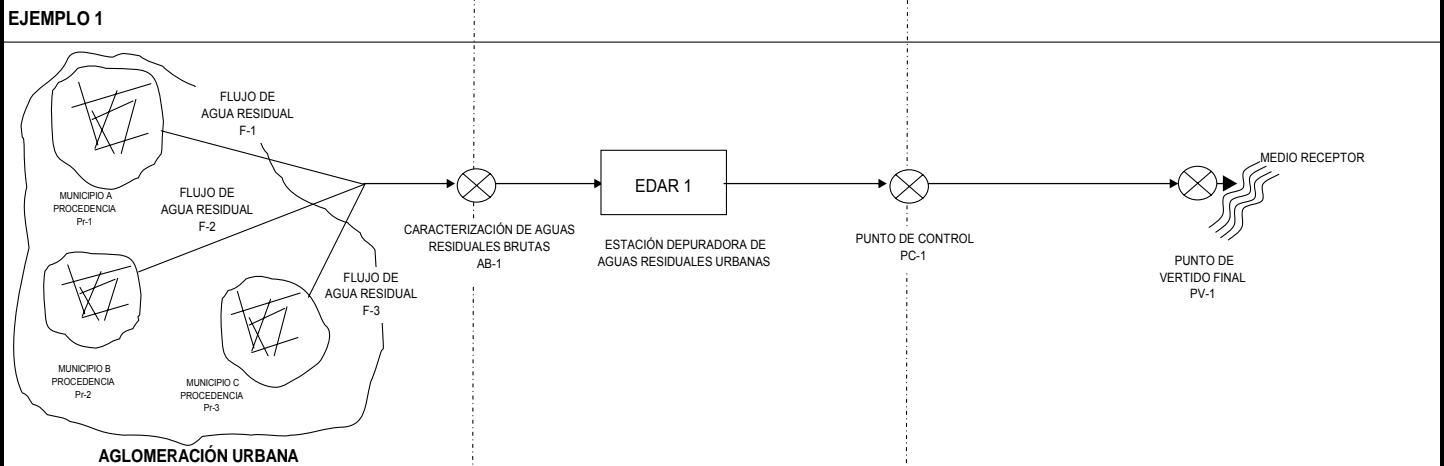 EJEMPLO 1
FLUJO DE
AGUA RESIDUAL
F-1
MUNICIPIO A
PROCEDENCIA
Pr-1
FLUJO DE
AGUA RESIDUAL
F-2
MUNICIPIO B
PROCEDENCIA
Pr-2
FLUJO DE
AGUA RESIDUAL
F-3
MUNICIPIO C
PROCEDENCIA
Pr-3
AGLOMERACIÓN URBANA
CARACTERIZACIÓN DE AGUAS
RESIDUALES BRUTAS
AB-1
EDAR 1
ESTACIÓN DEPURADORA DE
AGUAS RESIDUALES URBANAS
PUNTO DE CONTROL
PC-1
MEDIO RECEPTOR
PUNTO DE
VERTIDO FINAL
PV-1